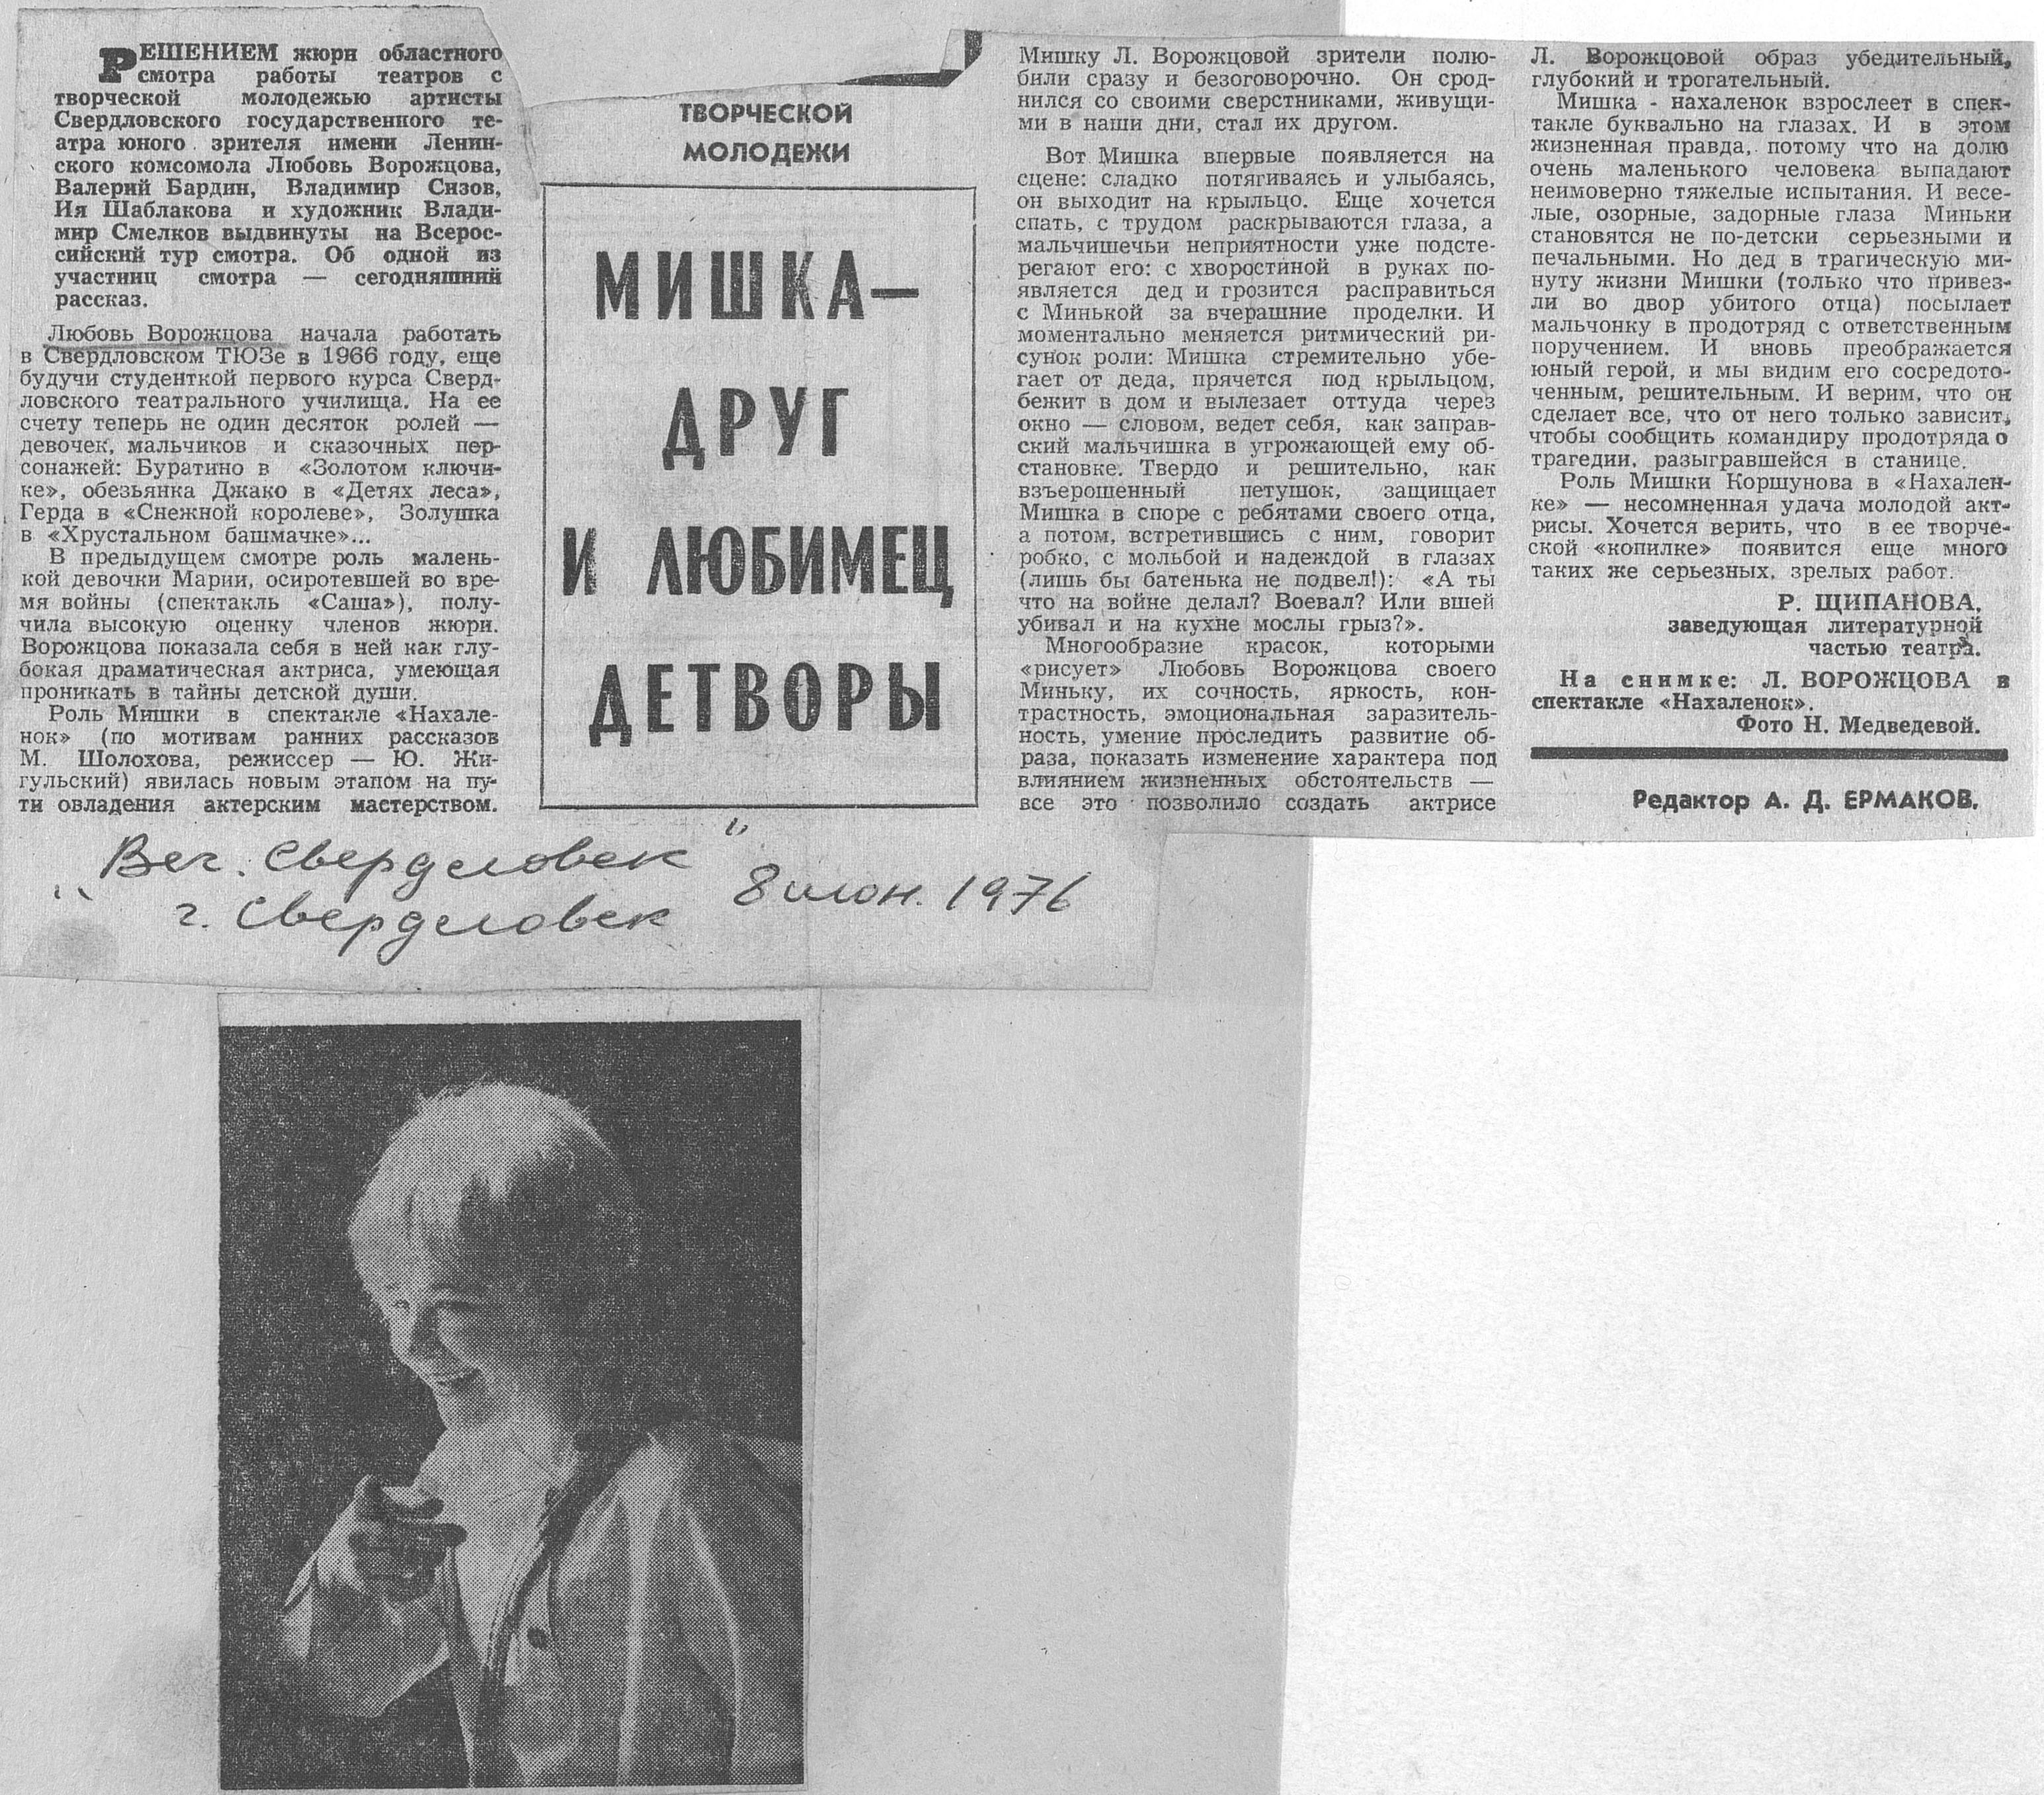 РЕШЕНИЕМ жюри областного
смотра работы театров с
творческой молодежью артисты
Свердловского государственного те-
атра юного зрителя имени Ленин-
ского комсомола Любовь Ворожцова,
Валерий Бардин, Владимир Сизов,
Ия Шаблакова и художник Влади-
мир Смелков выдвинуты на Всерос-
сийский тур смотра. Об одной из
участниц смотра — сегодняшний
рассказ.
Любовь Ворожцова начала работать
в Свердловском ТЮЗе в 1966 году, еще
будучи студенткой первого курса Сверд-
ловского театрального училища. На ее
счету теперь не один десяток ролей —
девочек, мальчиков и сказочных пер-
сонажей: Буратино в «Золотом ключи-
ке», обезьянка Джако в «Детях леса»,
Герда в «Снежной королеве», Золушка
в «Хрустальном башмачке»...
В предыдущем смотре роль малень-
кой девочки Марии, осиротевшей во вре-
мя войны (спектакль «Саша»), полу-
чила высокую оценку членов жюри.
Ворожцова показала себя в ней как глу-
бокая драматическая актриса, умеющая
проникать в тайны детской души.
Роль Мишки в спектакле «Нахале-
нок» (по мотивам ранних рассказов
М. Шолохова, режиссер — Ю. Жи-
гульский) явилась новым этапом на пу-
ти овладения актерским мастерством.
ТВОРЧЕСКОЙ
МОЛОДЕЖИ
МИШКА—
ДРУГ
И ЛЮБИМЕЦ
ДЕТВОРЫ
Мишку Л. Ворожцовой зрители полю-
били сразу и безоговорочно. Он срод-
нился со своими сверстниками, живущи-
ми в наши дни, стал их другом.
Вот Мишка впервые появляется на
сцене: сладко потягиваясь и улыбаясь,
он выходит на крыльцо. Еще хочется
спать, с трудом раскрываются глаза, а
мальчишечьи неприятности уже подсте-
регают его: с хворостиной в руках по-
является дед и грозится расправиться
с Минькой за вчерашние проделки. И
моментально меняется ритмический ри-
сунок роли: Мишка стремительно убе-
гает от деда, прячется под крыльцом,
бежит в дом и вылезает оттуда через
окно — словом, ведет себя, как заправ-
ский мальчишка в угрожающей ему об-
становке. Твердо и решительно, как
взъерошенный петушок, защищает
Мишка в споре с ребятами своего отца,
а потом, встретившись с ним, говорит
робко, с мольбой и надеждой в глазах
(лишь бы батенька не подвел!): «А ты
что на войне делал? Воевал? Или вшей
убивал и на кухне мослы грыз?».
Многообразие красок, которыми
«рисует» Любовь Ворожцова своего
Миньку, их сочность, яркость, кон-
трастность, эмоциональная заразитель-
ность, умение проследить развитие об-
раза, показать изменение характера под
влиянием жизненных обстоятельств —
все это позволило создать актрисе
Л. Ворожцовой образ убедительный,
глубокий и трогательный.
Мишка - нахаленок взрослеет в спек-
такле буквально на глазах. И в этом
жизненная правда, потому что на долю
очень маленького человека выпадают
неимоверно тяжелые испытания. И весе-
лые, озорные, задорные глаза Миньки
становятся не по-детски серьезными и
печальными. Но дед в трагическую ми-
нуту жизни Мишки (только что привез-
ли во двор убитого отца) посылает
мальчонку в продотряд с ответственным
поручением. И вновь преображается
юный герой, и мы видим его сосредото-
ченным, решительным. И верим, что он
сделает все, что от него только зависит,
чтобы сообщить командиру продотряда о
трагедии, разыгравшейся в станице.
Роль Мишки Коршунова в «Нахален-
ке» — несомненная удача молодой акт-
рисы. Хочется верить, что в ее творче-
ской «копилке» появится еще много
таких же серьезных, зрелых работ.
Р. ЩИПАНОВА,
заведующая литературной
частью театра.
На снимке: Л. ВОРОЖЦОВА в
спектакле «Нахаленок».
Фото Н. Медведевой.
Редактор А. Д. ЕРМАКОВ.
"Веч. Свердловск"
г. Свердловск 8 июн. 1976